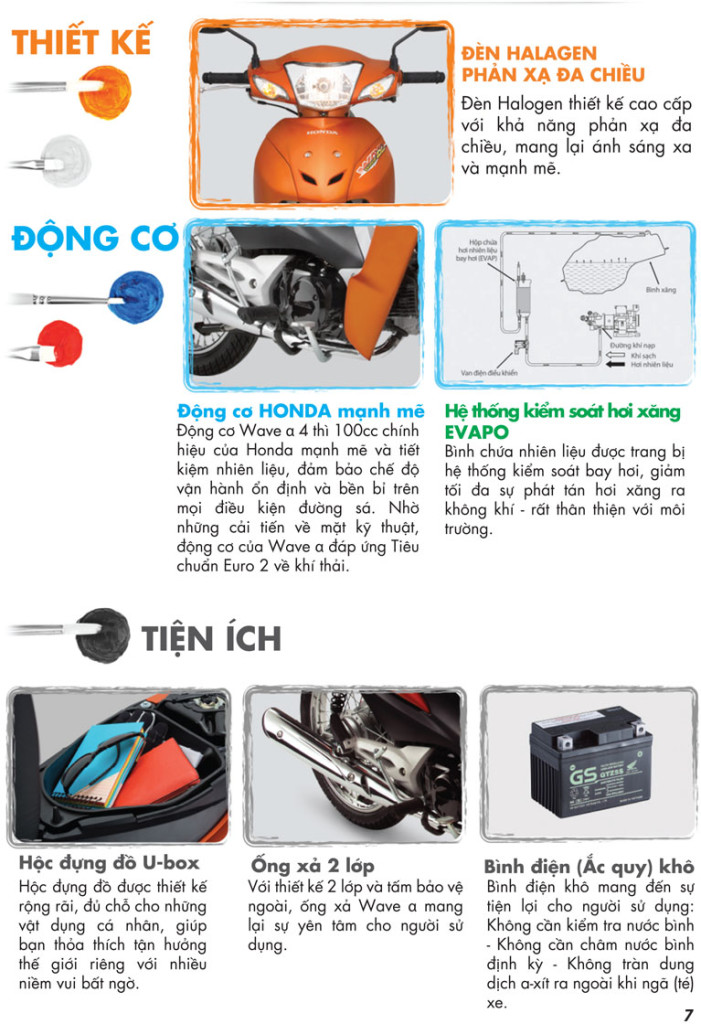 THIẾT KẾ
HONDA
ĐÈN HALAGEN
PHẢN XẠ ĐA CHIỀU
Đèn Halogen thiết kế cao cấp
với khả năng phản xạ đa
chiều, mang lại ánh sáng xa
và mạnh mẽ.
ĐỘNG CƠ
Hộp chứa
hơi nhiên liệu
bay hơi (EVAP)
Bình xăng
Đường khí nạp
Khí sạch
Hơi nhiên liệu
Van điện điều khiển
Động cơ HONDA mạnh mẽ
Động cơ Wave α 4 thì 100cc chính
hiệu của Honda mạnh mẽ và tiết
kiệm nhiên liệu, đảm bảo chế độ
vận hành ổn định và bền bỉ trên
mọi điều kiện đường sá. Nhờ
những cải tiến về mặt kỹ thuật,
động cơ của Wave α đáp ứng Tiêu
chuẩn Euro 2 về khí thải.
Hệ thống kiểm soát hơi xăng
EVAPO
Bình chứa nhiên liệu được trang bị
hệ thống kiểm soát bay hơi, giảm
tối đa sự phát tán hơi xăng ra
không khí - rất thân thiện với môi
trường.
TIỆN ÍCH
GS
GTZ5S
Hộc đựng đồ U-box
Hộc đựng đồ được thiết kế
rộng rãi, đủ chỗ cho những
vật dụng cá nhân, giúp
bạn thỏa thích tận hưởng
thế giới riêng với nhiều
niềm vui bất ngờ.
Ống xả 2 lớp
Với thiết kế 2 lớp và tấm bảo vệ
ngoài, ống xả Wave α mang
lại sự yên tâm cho người sử
dụng.
Bình điện (Ắc quy) khô
Bình điện khô mang đến sự
tiện lợi cho người sử dụng:
Không cần kiểm tra nước bình
- Không cần châm nước bình
định kỳ - Không tràn dung
dịch a-xít ra ngoài khi ngã (té)
xe.
7